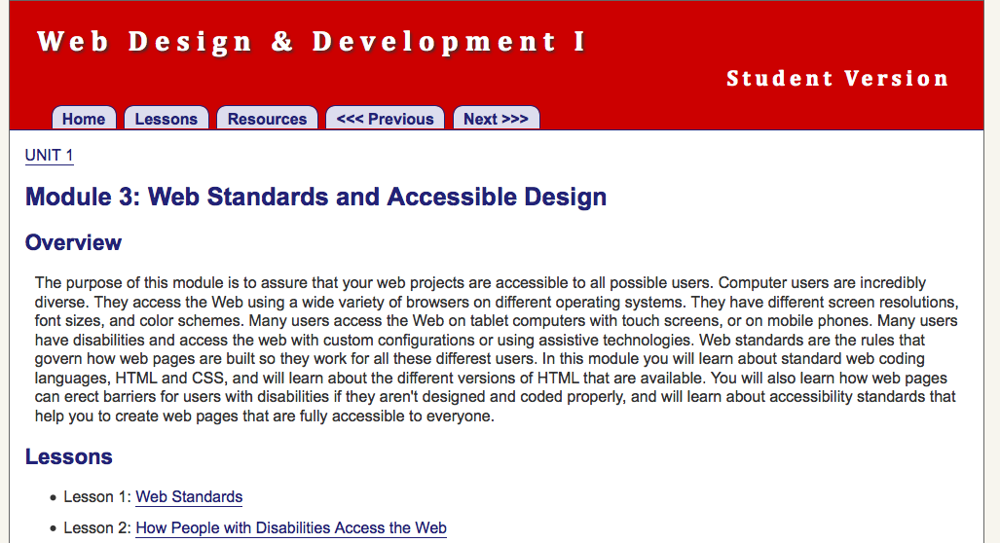 Web Design & Development I
Student Version
Home Lessons Resources <<< Previous Next >>>
UNIT 1
Module 3: Web Standards and Accessible Design
Overview
The purpose of this module is to assure that your web projects are accessible to all possible users. Computer users are incredibly
diverse. They access the Web using a wide variety of browsers on different operating systems. They have different screen resolutions,
font sizes, and color schemes. Many users access the Web on tablet computers with touch screens, or on mobile phones. Many users
have disabilities and access the web with custom configurations or using assistive technologies. Web standards are the rules that
govern how web pages are built so they work for all these differest users. In this module you will learn about standard web coding
languages, HTML and CSS, and will learn about the different versions of HTML that are available. You will also learn how web pages
can erect barriers for users with disabilities if they aren't designed and coded properly, and will learn about accessibility standards that
help you to create web pages that are fully accessible to everyone.
Lessons
• Lesson 1: Web Standards
• Lesson 2: How People with Disabilities Access the Web